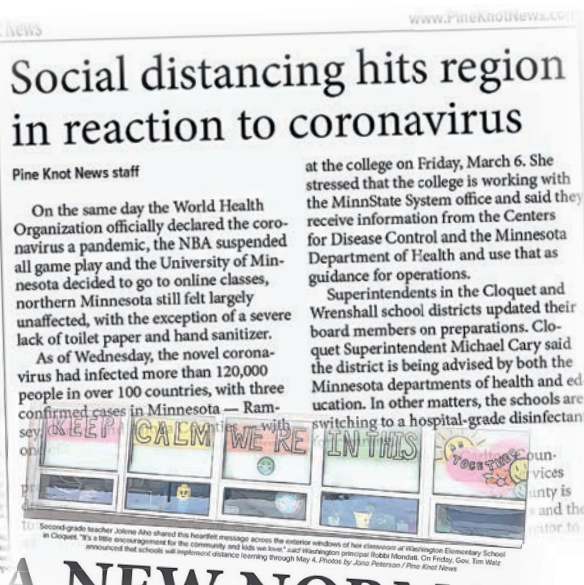 News
www.PineKnotNews.com
Social distancing hits region
in reaction to coronavirus
Pine Knot News staff
On the same day the World Health
Organization officially declared the coro-
navirus a pandemic, the NBA suspended
all game play and the University of Min-
nesota decided to go to online classes,
northern Minnesota still felt largely
unaffected, with the exception of a severe
lack of toilet paper and hand sanitizer.
As of Wednesday, the novel corona-
virus had infected more than 120,000
people in over 100 countries, with three
confirmed cases in Minnesota — Ram-
sey,
with
at the college on Friday, March 6. She
stressed that the college is working with
the MinnState System office and said they
receive information from the Centers
for Disease Control and the Minnesota
Department of Health and use that as
guidance for operations.
Superintendents in the Cloquet and
Wrenshall school districts updated their
board members on preparations. Clo-
quet Superintendent Michael Cary said
the district is being advised by both the
Minnesota departments of health and ed
ucation. In other matters, the schools are
switching to a hospital-grade disinfectan
oun-
vices
unty is
and the
KEEP CALM WE RE IN THIS TOGETHER
Second-grade teacher Jolene Aho shared this heartfelt message across the exterior windows of her classroom at Washington Elementary School
in Cloquet. "It's a little encouragement for the community and kids we love," said Washington principal Robbi Mondati. On Friday, Gov. Tim Walz
announced that schools will implement distance learning through May 4. Photos by Jana Peterson / Pine Knot News
A NEW NORM